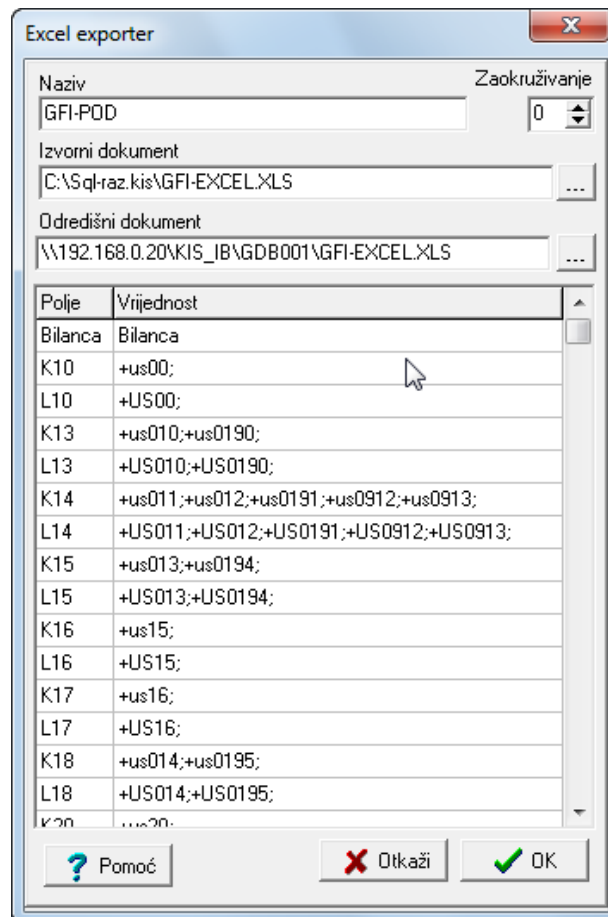 Excel exporter
Naziv
Zaokruživanje
GFI-POD
0
Izvorni dokument
C:\Sql-raz.kis\GFI-EXCEL.XLS
...
Odredišni dokument
\\192.168.0.20\KIS_IB\GDB001\GFI-EXCEL.XLS
...
Polje Vrijednost
Bilanca Bilanca
K10 +us00;
L10 +US00;
K13 +us010;+us0190;
L13 +US010;+US0190;
K14 +us011;+us012;+us0191;+us0912;+us0913;
L14 +US011;+US012;+US0191;+US0912;+US0913;
K15 +us013;+us0194;
L15 +US013;+US0194;
K16 +us15;
L16 +US15;
K17 +us16;
L17 +US16;
K18 +us014;+us0195;
L18 +US014;+US0195;
K20 +us20;
Pomoć
Otkaži
OK